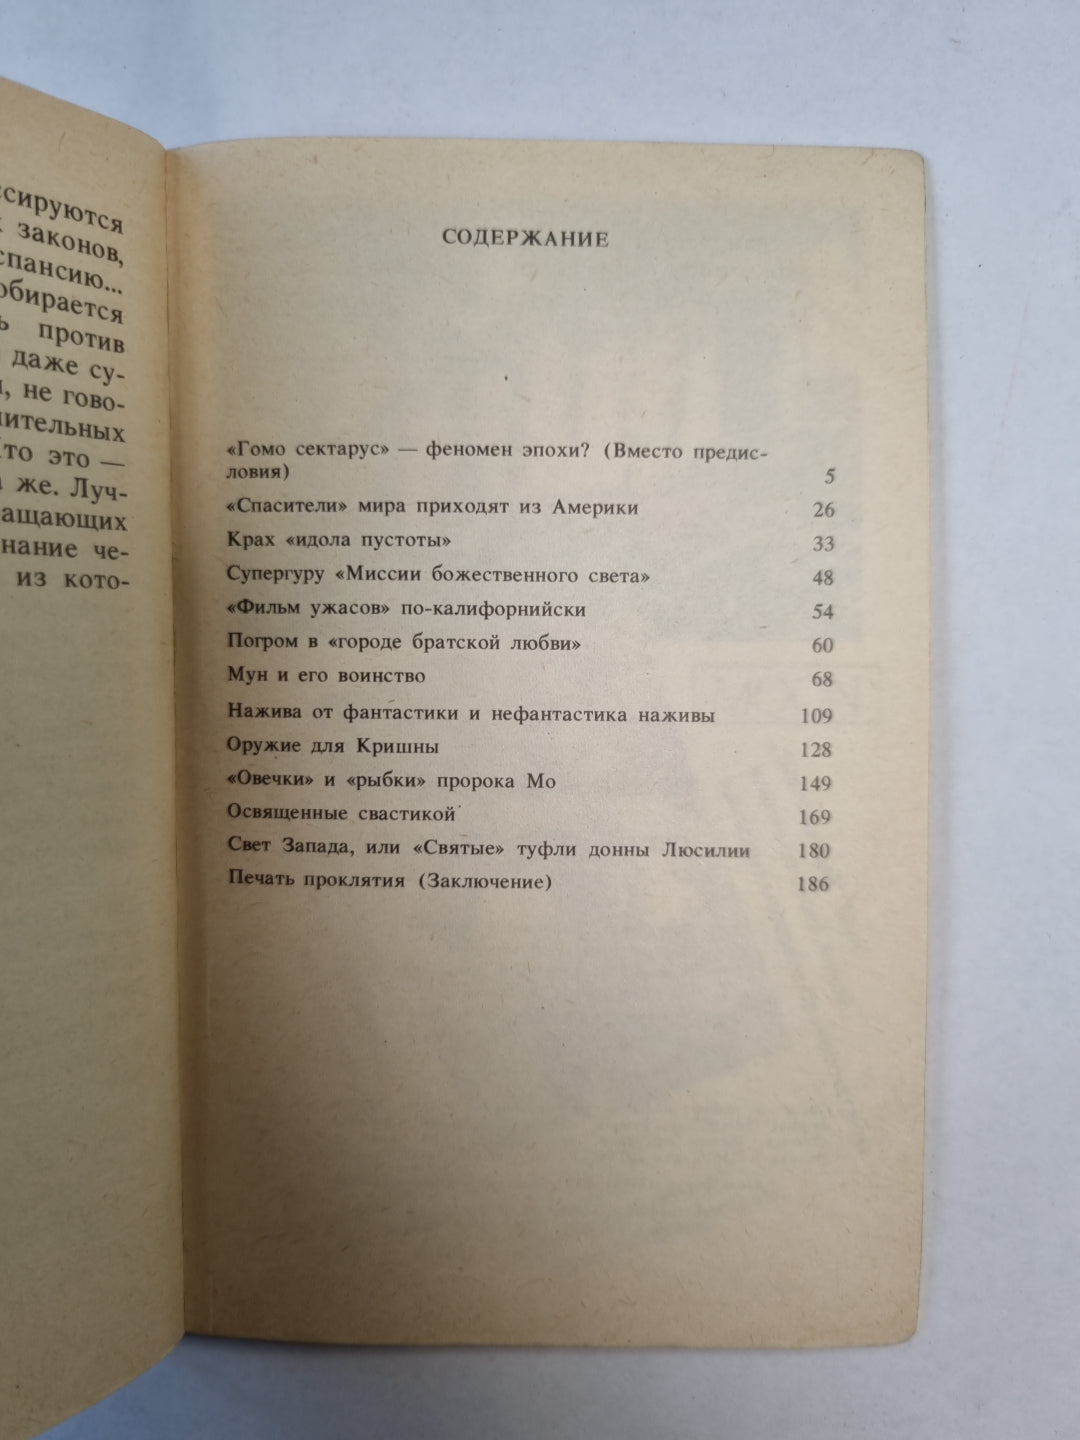 ссируются
законов,
спансию...
обирается
против
даже су-
не гово-
нительных
это —
же. Луч-
ращающих
нание че-
из кото-
СОДЕРЖАНИЕ
«Гомо сектарус» — феномен эпохи? (Вместо предис-
ловия) 5
«Спасители» мира приходят из Америки 26
Крах «идола пустоты» 33
Супергуру «Миссии божественного света» 48
«Фильм ужасов» по-калифорнийски 54
Погром в «городе братской любви» 60
Мун и его воинство 68
Нажива от фантастики и нефантастика наживы 109
Оружие для Кришны 128
«Овечки» и «рыбки» пророка Мо 149
Освященные свастикой 169
Свет Запада, или «Святые» туфли донны Люсилии 180
Печать проклятия (Заключение) 186